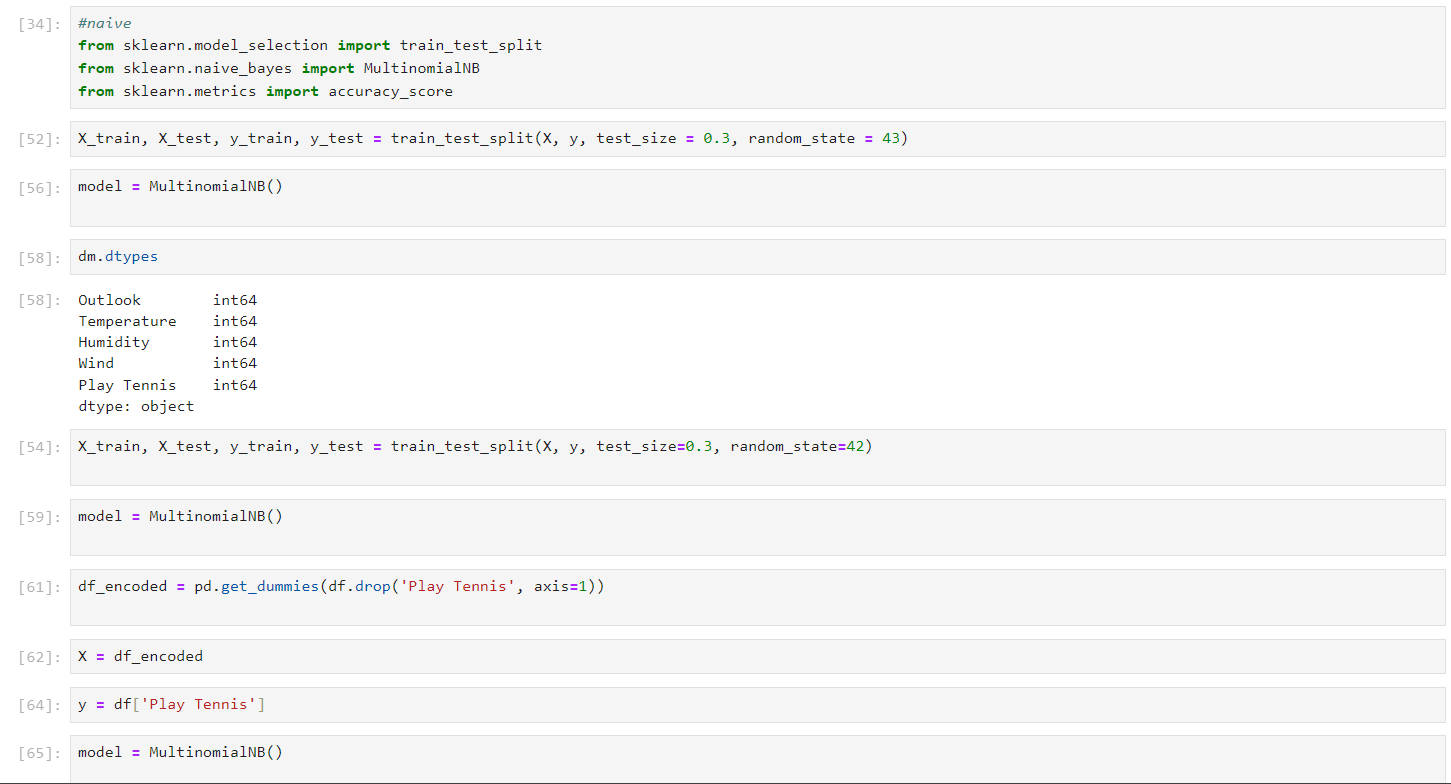 [34]: #naive
from sklearn.model_selection import train_test_split
from sklearn.naive_bayes import MultinomialNB
from sklearn.metrics import accuracy_score
[52]: X_train, X_test, y_train, y_test = train_test_split(X, y, test_size = 0.3, random_state = 43)
[56]: model = MultinomialNB()
[58]: dm.dtypes
[58]: Outlook int64
Temperature int64
Humidity int64
Wind int64
Play Tennis int64
dtype: object
[54]: X_train, X_test, y_train, y_test = train_test_split(X, y, test_size=0.3, random_state=42)
[59]: model = MultinomialNB()
[61]: df_encoded = pd.get_dummies(df.drop('Play Tennis', axis=1))
[62]: X = df_encoded
[64]: y = df['Play Tennis']
[65]: model = MultinomialNB()